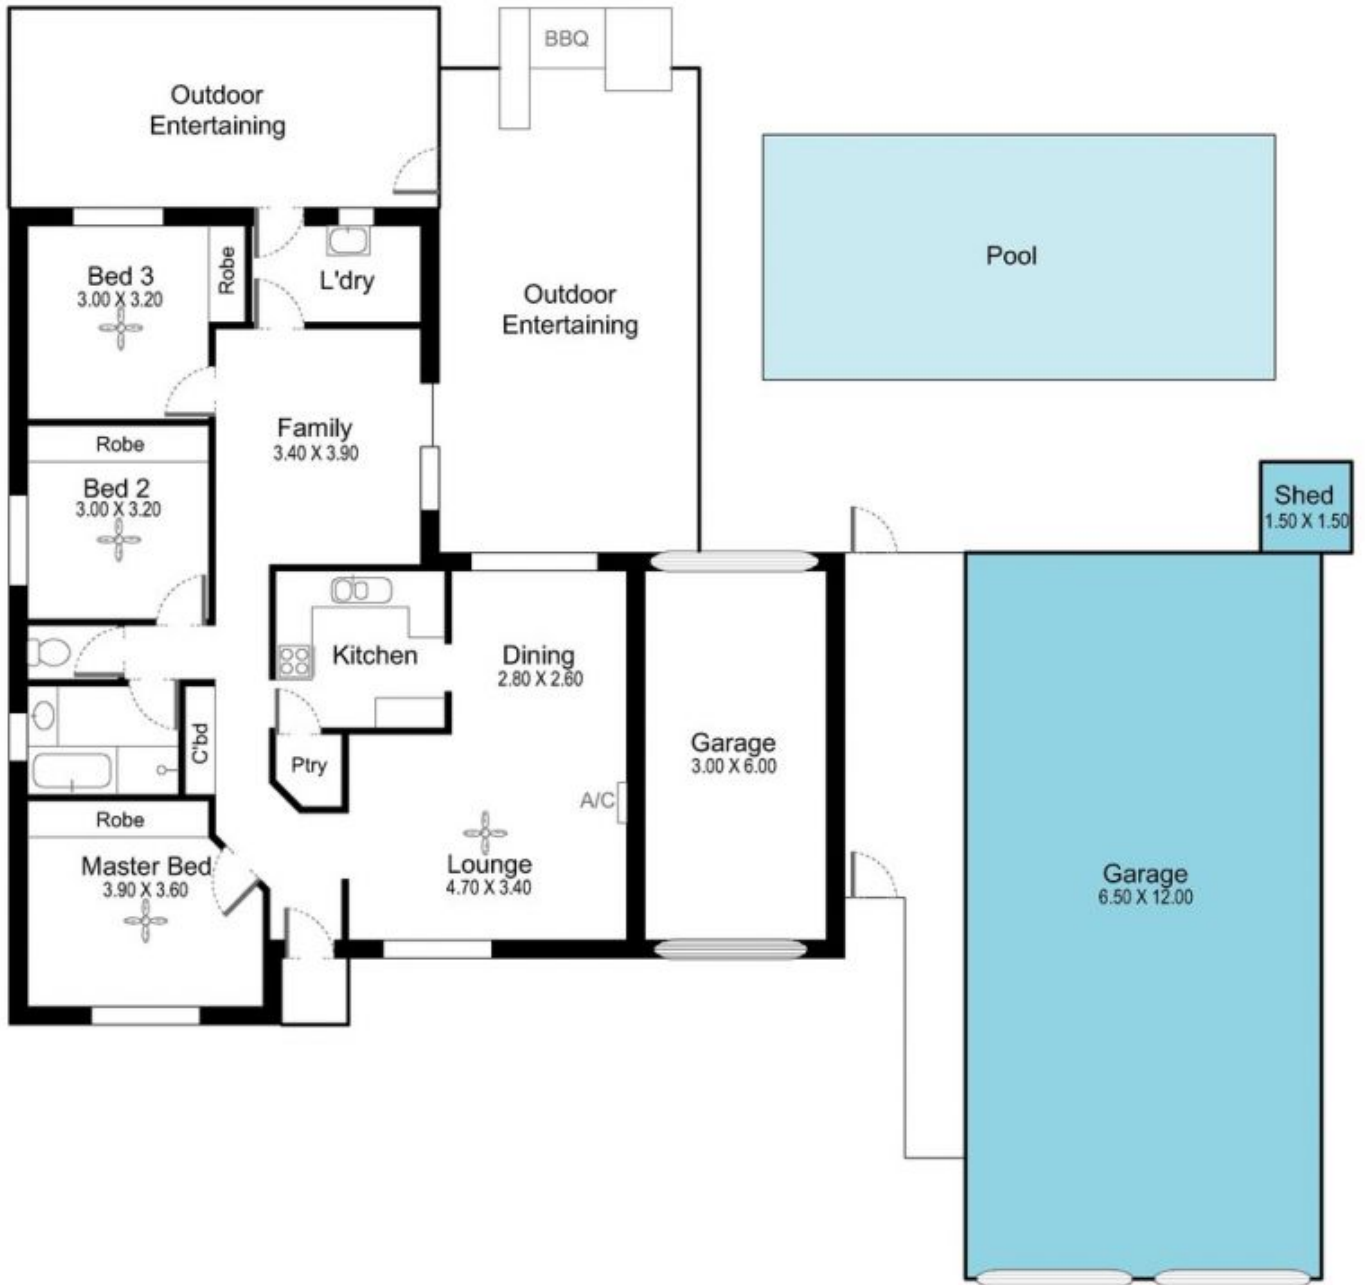 BBQ
Outdoor
Entertaining
Pool
Bed 3
3.00 X 3.20
Robe
L'dry
Outdoor
Entertaining
Family
3.40 X 3.90
Robe
Bed 2
3.00 X 3.20
Shed
1.50 X 1.50
Kitchen
Dining
2.80 X 2.60
C'bd
Ptry
Garage
3.00 X 6.00
A/C
Robe
Master Bed
3.90 X 3.60
Lounge
4.70 X 3.40
Garage
6.50 X 12.00